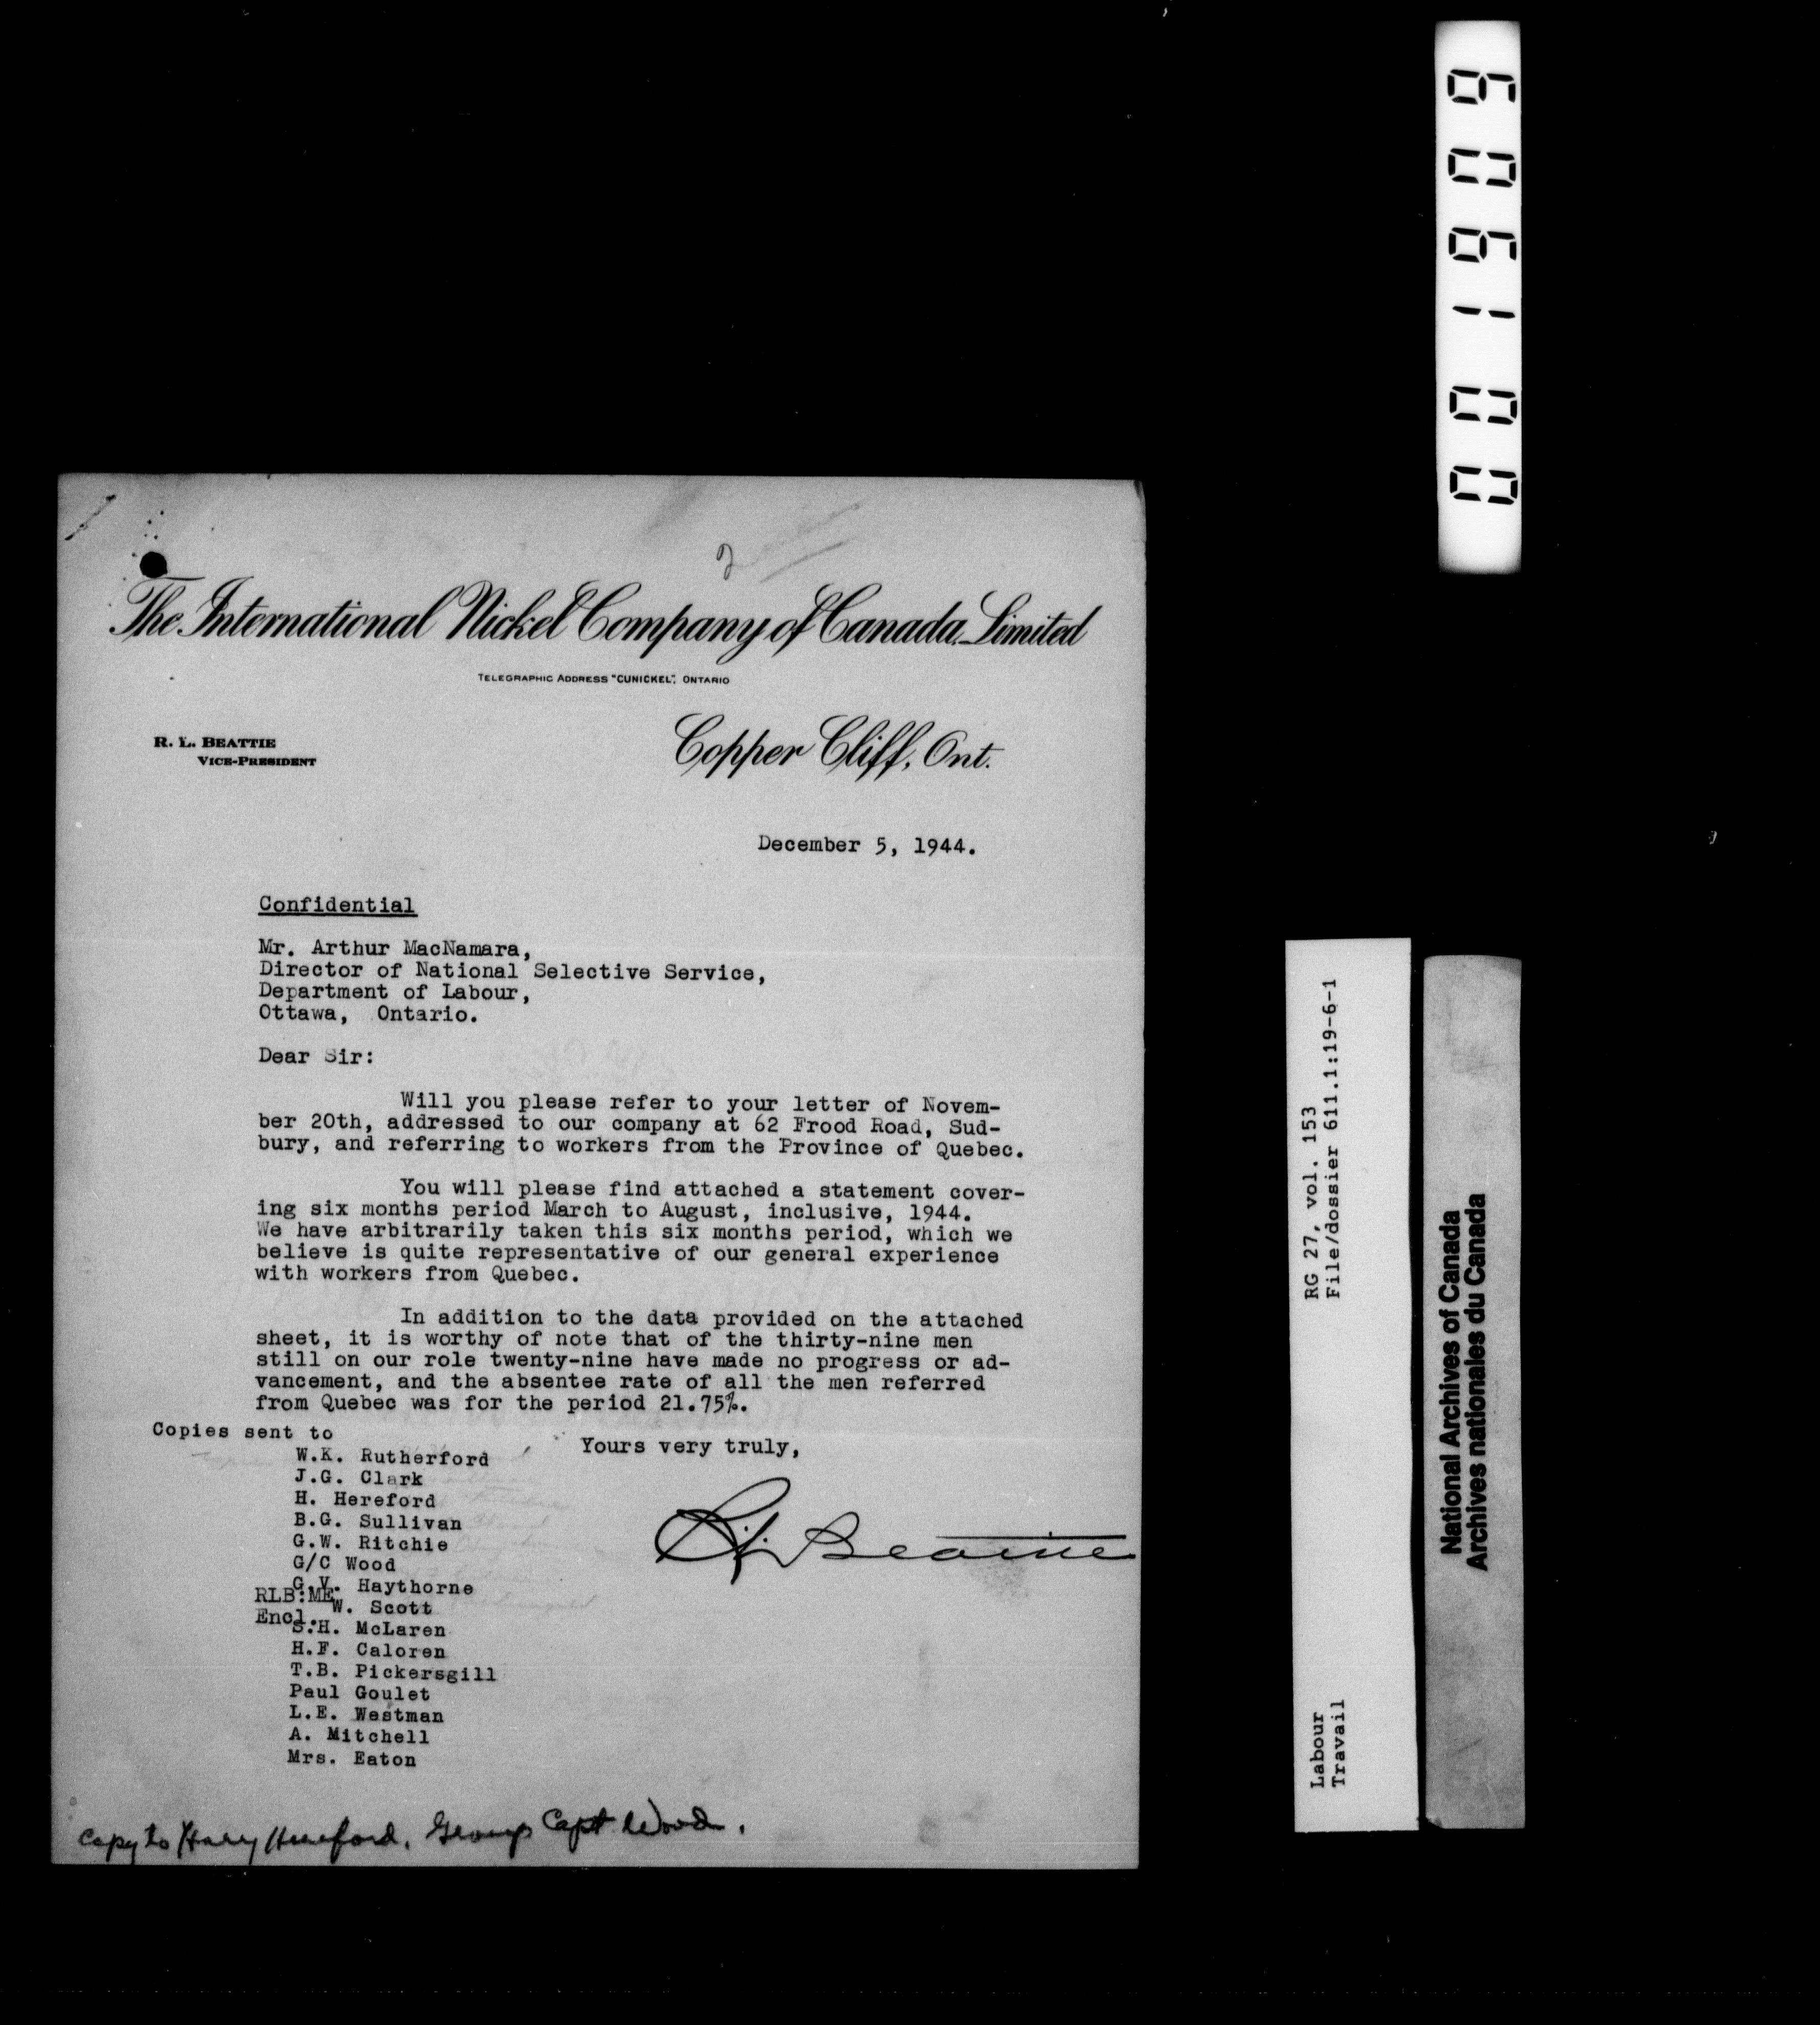 2
The International Nickel Company of Canada, Limited
TELEGRAPHIC ADDRESS "CUNICKEL", ONTARIO
R. L. BEATTIE
VICE-PRESIDENT
Copper Cliff, Ont.
December 5, 1944.
Confidential
Mr. Arthur MacNamara,
Director of National Selective Service,
Department of Labour,
Ottawa, Ontario.
Dear Sir:
Will you please refer to your letter of Novem-
ber 20th, addressed to our company at 62 Frood Road, Sud-
bury, and referring to workers from the Province of Quebec.
You will please find attached a statement cover-
ing six months period March to August, inclusive, 1944.
We have arbitrarily taken this six months period, which we
believe is quite representative of our general experience
with workers from Quebec.
In addition to the data provided on the attached
sheet, it is worthy of note that of the thirty-nine men
still on our role twenty-nine have made no progress or ad-
vancement, and the absentee rate of all the men referred
from Quebec was for the period 21.75%.
Copies sent to
Yours very truly,
W.K. Rutherford
J.G. Clark
H. Hereford
B.G. Sullivan
R.L. Beattie
G.W. Ritchie
G/C Wood
G.V. Haythorne
RLB:ME
W. Scott
Encl.
S.H. McLaren
H.F. Caloren
T.B. Pickersgill
Paul Goulet
L.E. Westman
A. Mitchell
Mrs. Eaton
Copy to Harry Hereford, Group Capt Wood.
001909
RG 27, vol. 153
File/dossier 611.1:19-6-1
Labour
Travail
National Archives of Canada
Archives nationales du Canada